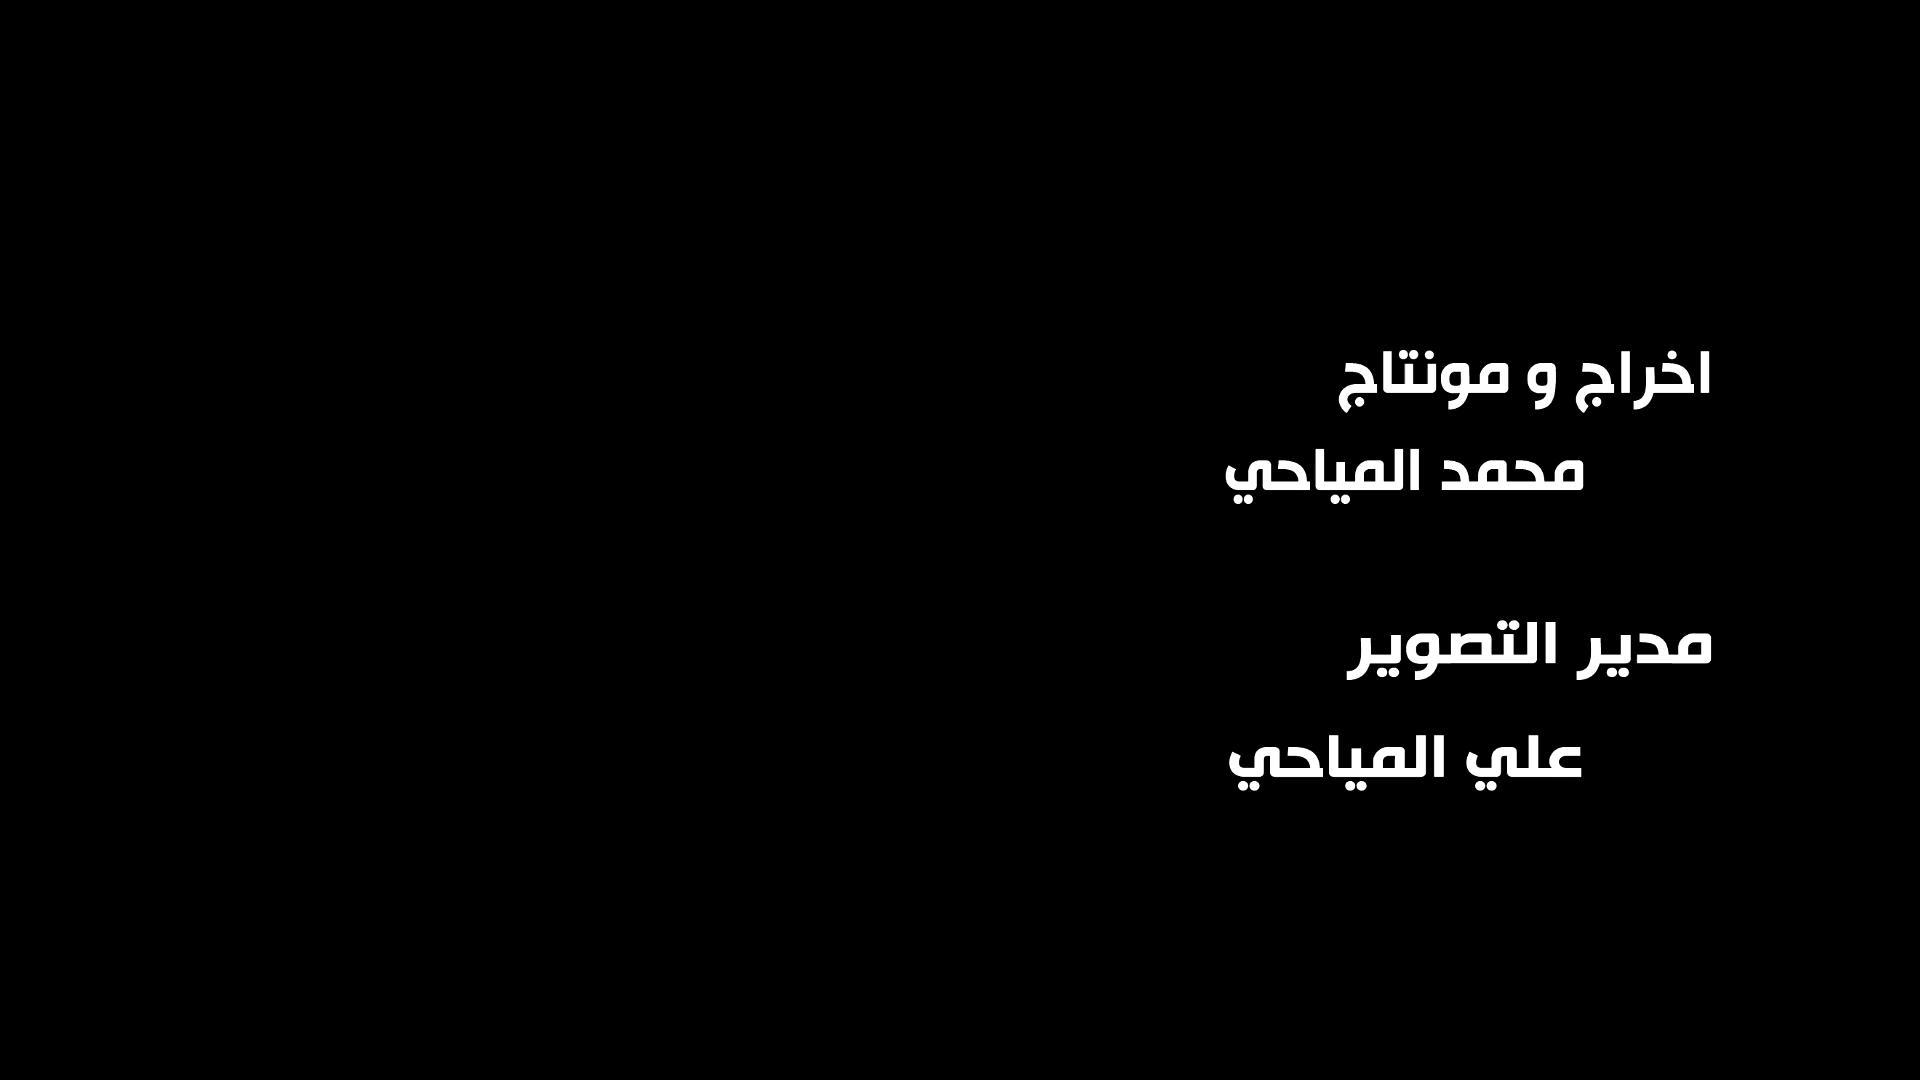 اخراج و مونتاج
محمد المياحي
مدير التصوير
علي المياحي